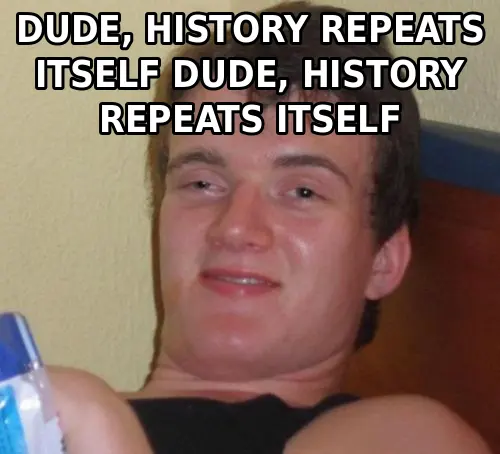 DUDE, HISTORY REPEATS
ITSELF DUDE, HISTORY
REPEATS ITSELF